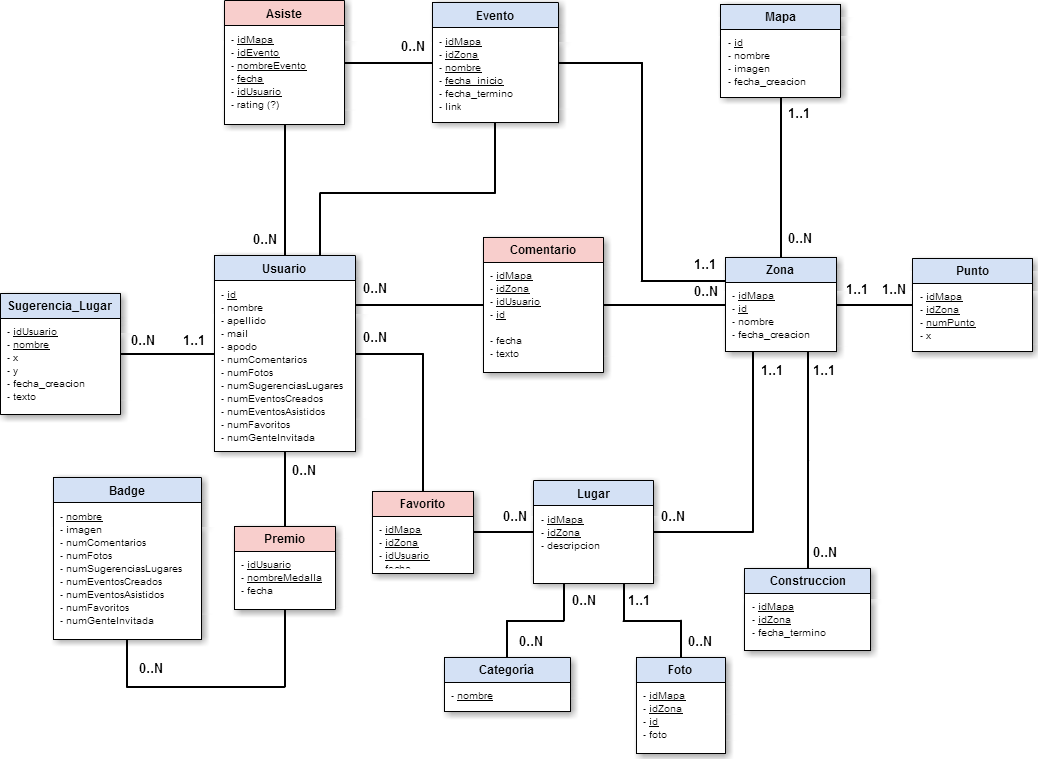 Asiste
- idMapa
- idEvento
- nombreEvento
- fecha
- idUsuario
- rating (?)
0..N
Evento
- idMapa
- idZona
- nombre
- fecha_inicio
- fecha_termino
- link
Mapa
- id
- nombre
- imagen
- fecha_creacion
1..1
0..N
0..N
1..1
Usuario
- id
- nombre
- apellido
- mail
- apodo
- numComentarios
- numFotos
- numSugerenciasLugares
- numEventosCreados
- numEventosAsistidos
- numFavoritos
- numGenteInvitada
0..N
Comentario
- idMapa
- idZona
- idUsuario
- id
- fecha
- texto
0..N
Zona
- idMapa
- id
- nombre
- fecha_creacion
1..1
1..N
Punto
- idMapa
- idZona
- numPunto
- x
Sugerencia_Lugar
- idUsuario
- nombre
- x
- y
- fecha_creacion
- texto
0..N
1..1
0..N
1..1
1..1
0..N
Badge
- nombre
- imagen
- numComentarios
- numFotos
- numSugerenciasLugares
- numEventosCreados
- numEventosAsistidos
- numFavoritos
- numGenteInvitada
0..N
Premio
- idUsuario
- nombreMedalla
- fecha
Favorito
- idMapa
- idZona
- idUsuario
- fecha
0..N
Lugar
- idMapa
- idZona
- descripcion
0..N
0..N
Construccion
- idMapa
- idZona
- fecha_termino
0..N
1..1
0..N
0..N
Categoria
- nombre
Foto
- idMapa
- idZona
- id
- foto